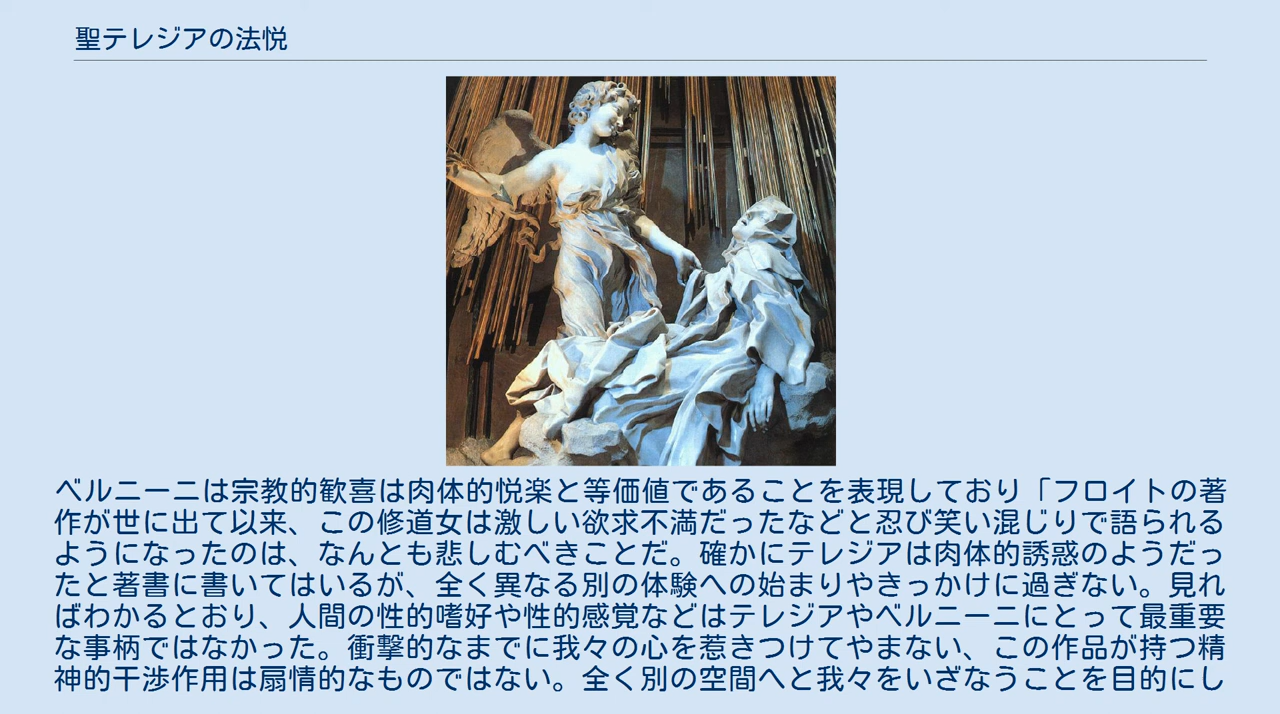 聖テレジアの法悦
ベルニーニは宗教的歓喜は肉体的悦楽と等価値であることを表現しており「フロイトの著
作が世に出て以来、この修道女は激しい欲求不満だったなどと忍び笑い混じりで語られる
ようになったのは、なんとも悲しむべきことだ。確かにテレジアは肉体的誘惑のようだっ
たと著書に書いてはいるが、全く異なる別の体験への始まりやきっかけに過ぎない。見れ
ばわかるとおり、人間の性的嗜好や性的感覚などはテレジアやベルニーニにとって最重要
な事柄ではなかった。衝撃的なまでに我々の心を惹きつけてやまない、この作品が持つ精
神的干渉作用は扇情的なものではない。全く別の空間へと我々をいざなうことを目的にし